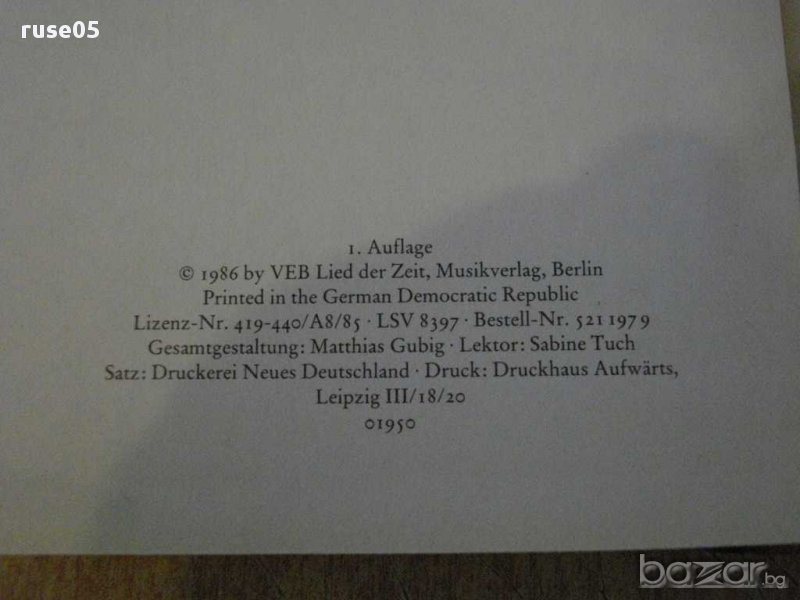 ruse05
1. Auflage
© 1986 by VEB Lied der Zeit, Musikverlag, Berlin
Printed in the German Democratic Republic
Lizenz-Nr. 419-440/A8/85 · LSV 8397 · Bestell-Nr. 521 197 9
Gesamtgestaltung: Matthias Gubig · Lektor: Sabine Tuch
Satz: Druckerei Neues Deutschland · Druck: Druckhaus Aufwärts,
Leipzig III/18/20
01950
bazar.bg